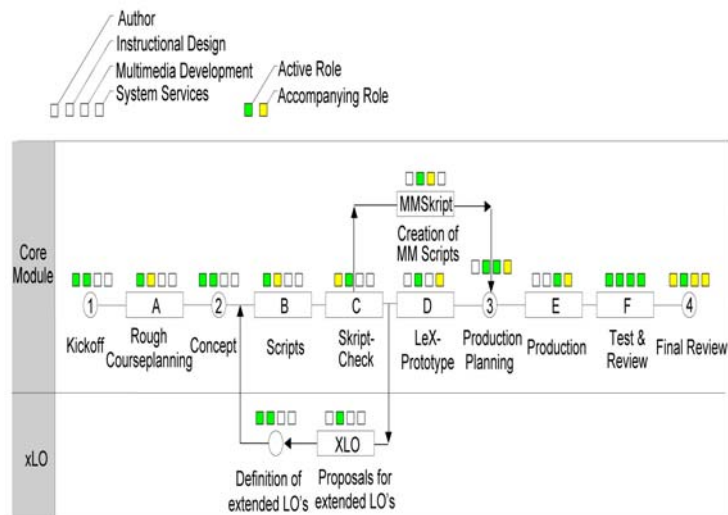 Author
Instructional Design
Multimedia Development
System Services
Active Role
Accompanying Role
Core
Module
MMSkript
Creation of
MM Scripts
1
A
2
B
C
D
3
E
F
4
Kickoff
Rough
Courseplanning
Concept
Scripts
Skript-
Check
LeX-
Prototype
Production
Planning
Production
Test &
Review
Final Review
xLO
XLO
Definition of
extended LO's
Proposals for
extended LO's